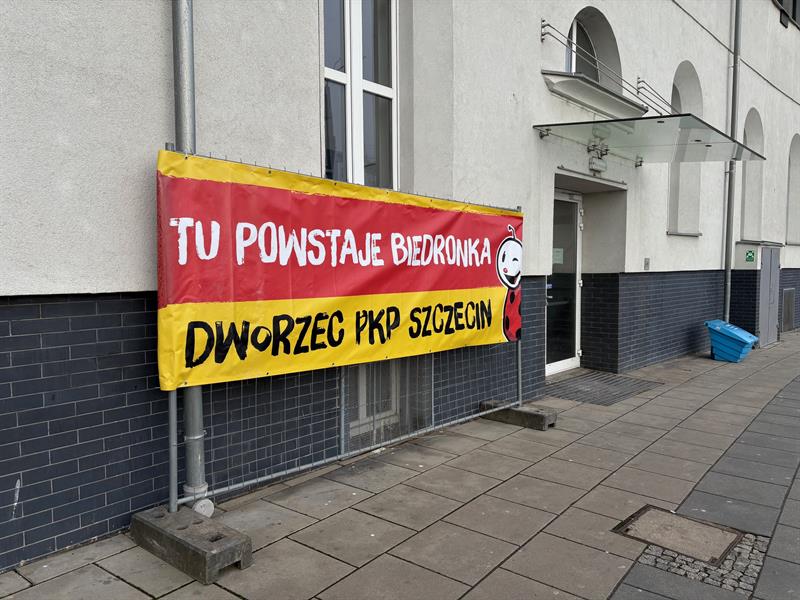 TU POWSTAJE BIEDRONKA
DWORZEC PKP SZCZECIN